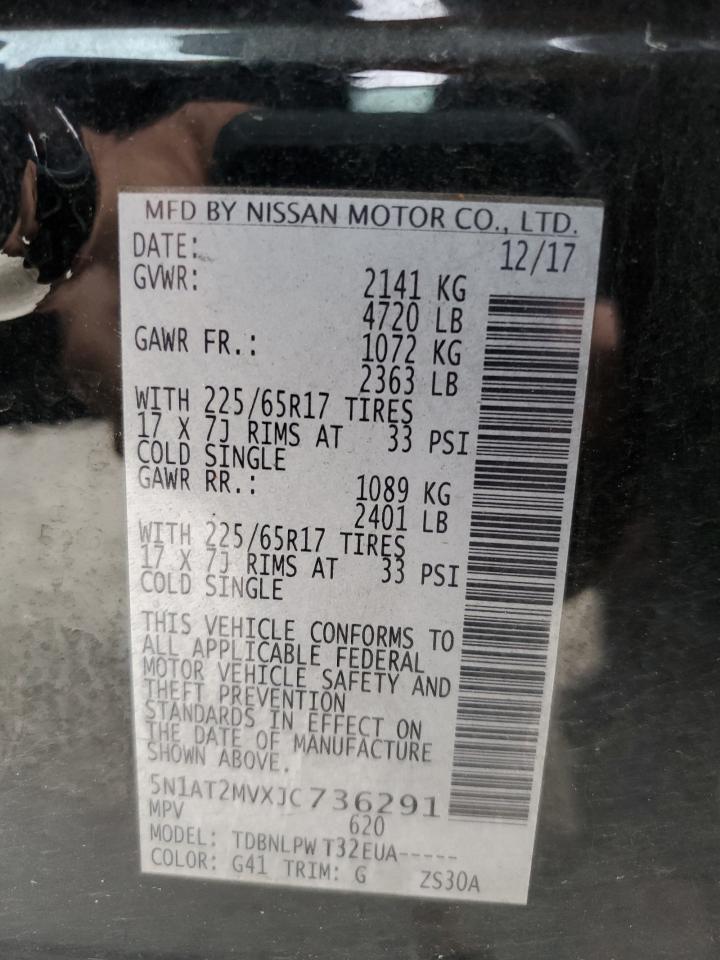 MFD BY NISSAN MOTOR CO., LTD.
DATE: 12/17
GVWR: 2141 KG
4720 LB
GAWR FR.: 1072 KG
2363 LB
WITH 225/65R17 TIRES
17 X 7J RIMS AT 33 PSI
COLD SINGLE
GAWR RR.: 1089 KG
2401 LB
WITH 225/65R17 TIRES
17 X 7J RIMS AT 33 PSI
COLD SINGLE
THIS VEHICLE CONFORMS TO
ALL APPLICABLE FEDERAL
MOTOR VEHICLE SAFETY AND
THEFT PREVENTION
STANDARDS IN EFFECT ON
THE DATE OF MANUFACTURE
SHOWN ABOVE.
5N1AT2MVXJC736291
MPV 620
MODEL: TDBNLPW T32EUA-----
COLOR: G41 TRIM: G ZS30A